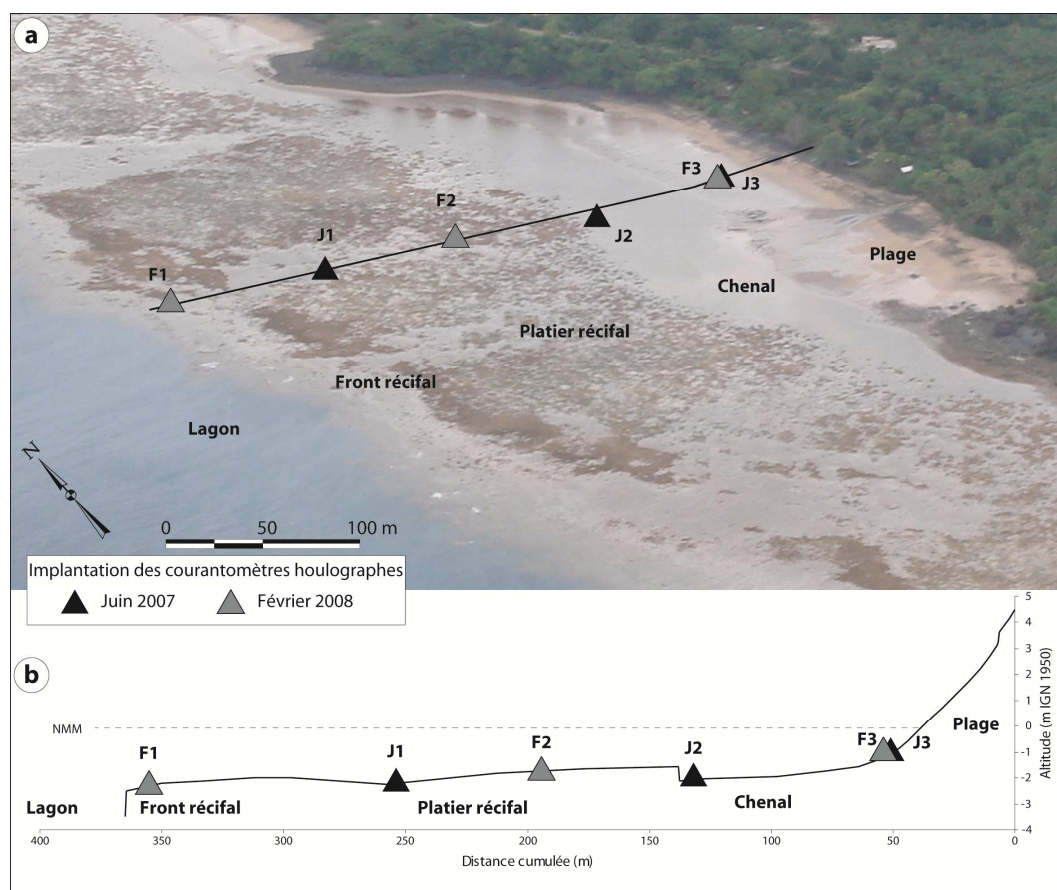 a
F3
J3
F2
J1
J2
F1
Plage
Chenal
Platier récifal
Front récifal
Lagon
N
0 50 100 m
Implantation des courantomètres houlographes
Juin 2007 Février 2008
b
5
4
3
2
1
0
-1
-2
-3
-4
Altitude (m IGN 1950)
NMM
Plage
F1 J1 F2 J2 F3 J3
Lagon Front récifal Platier récifal Chenal
400 350 300 250 200 150 100 50 0
Distance cumulée (m)